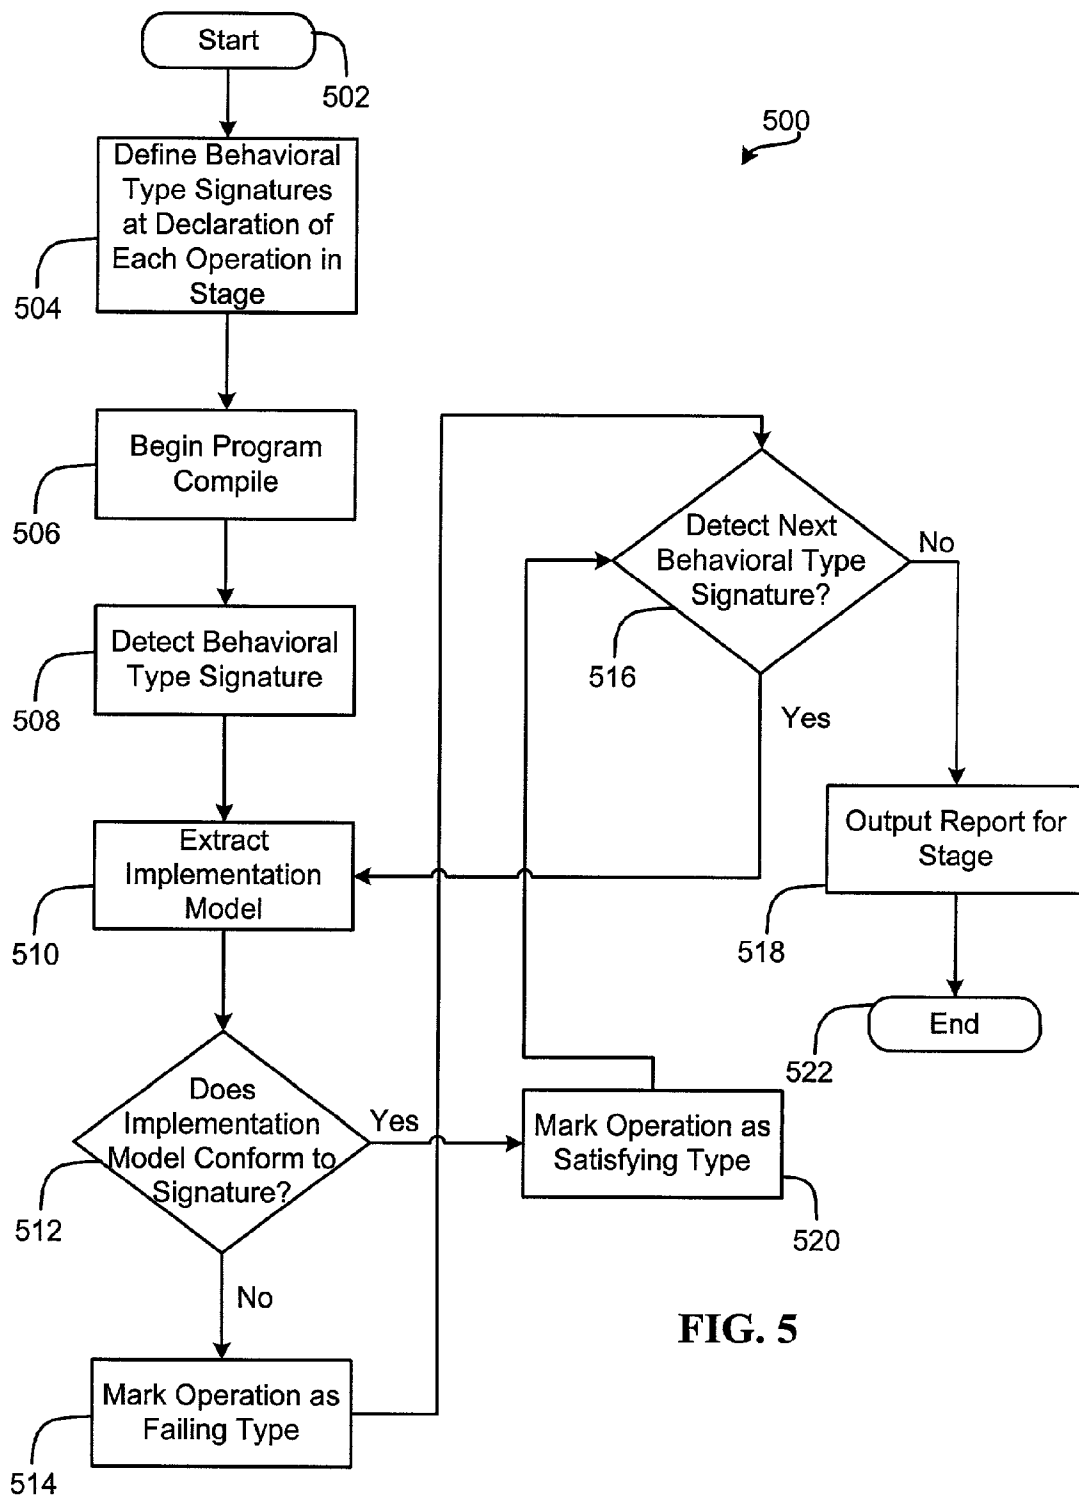 Start
502
500
Define Behavioral
Type Signatures
at Declaration of
Each Operation in
Stage
504
Begin Program
Compile
506
Detect Behavioral
Type Signature
508
Extract
Implementation
Model
510
Does
Implementation
Model Conform to
Signature?
512
Yes
No
Mark Operation as
Failing Type
514
Detect Next
Behavioral Type
Signature?
516
No
Yes
Output Report for
Stage
518
End
522
Mark Operation as
Satisfying Type
520
FIG. 5